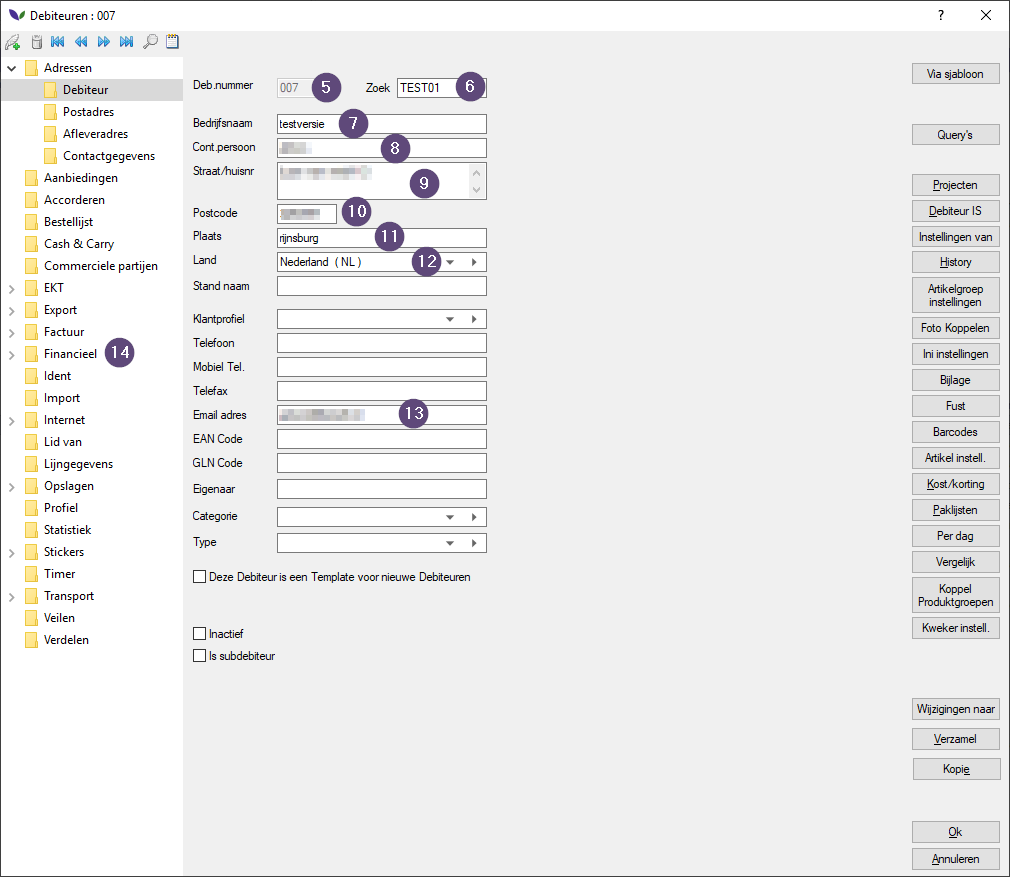 Debiteuren : 007
?
Adressen
Debiteur
Postadres
Afleveradres
Contactgegevens
Aanbiedingen
Accorderen
Bestellijst
Cash & Carry
Commerciele partijen
EKT
Export
Factuur
Financieel 14
Ident
Import
Internet
Lid van
Lijngegevens
Opslagen
Profiel
Statistiek
Stickers
Timer
Transport
Veilen
Verdelen
Deb.nummer 007 5 Zoek TEST01 6
Bedrijfsnaam testversie 7
Cont.persoon 8
Straat/huisnr 9
Postcode 10
Plaats rijnsburg 11
Land Nederland ( NL ) 12
Stand naam
Klantprofiel
Telefoon
Mobiel Tel.
Telefax
Email adres 13
EAN Code
GLN Code
Eigenaar
Categorie
Type
Deze Debiteur is een Template voor nieuwe Debiteuren
Inactief
Is subdebiteur
Via sjabloon
Query's
Projecten
Debiteur IS
Instellingen van
History
Artikelgroep
instellingen
Foto Koppelen
Ini instellingen
Bijlage
Fust
Barcodes
Artikel instell.
Kost/korting
Paklijsten
Per dag
Vergelijk
Koppel
Produktgroepen
Kweker instell.
Wijzigingen naar
Verzamel
Kopie
Ok
Annuleren